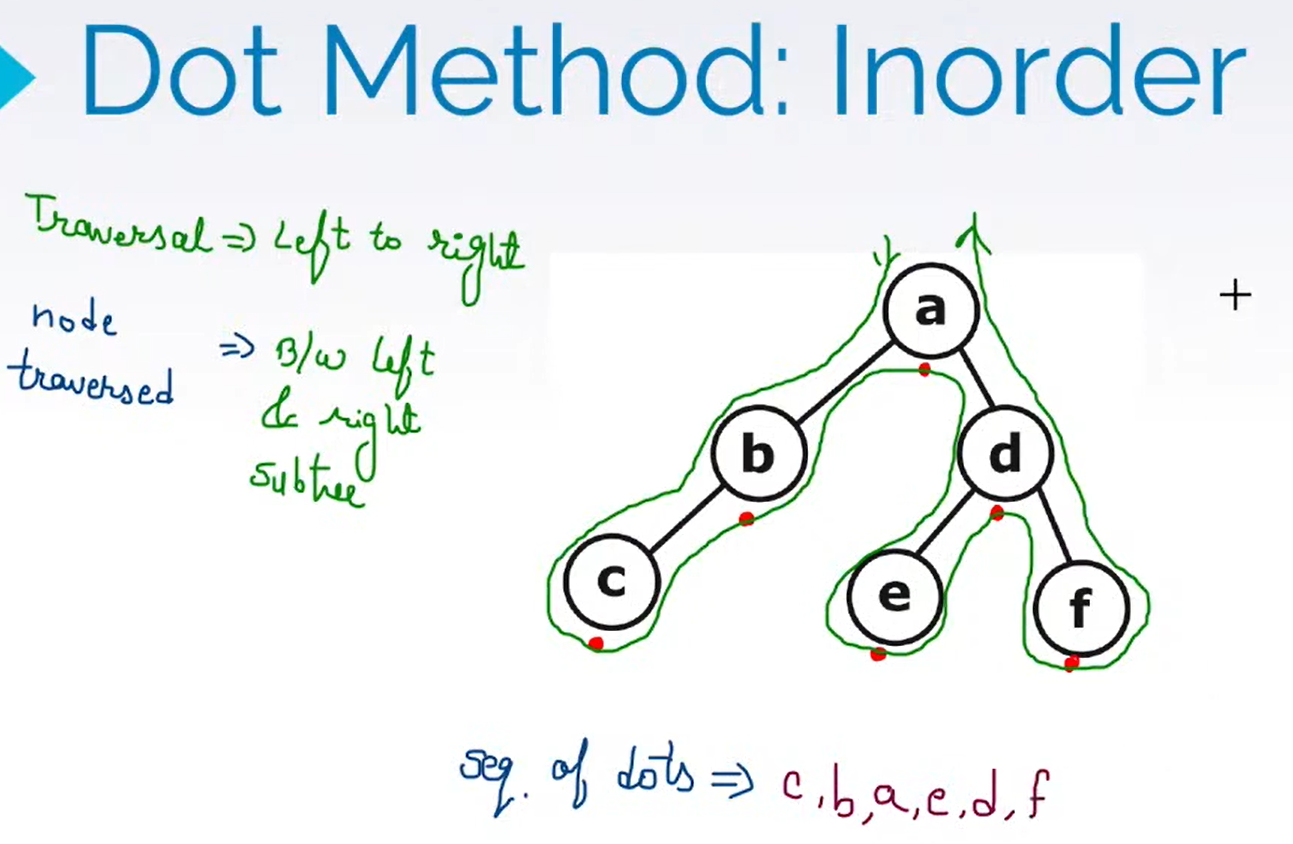 Dot Method: Inorder
Traversal => Left to right
node
traversed
=> B/w left
& right
subtree
a
b
d
c
e
f
seq. of dots => c,b,a,e,d,f